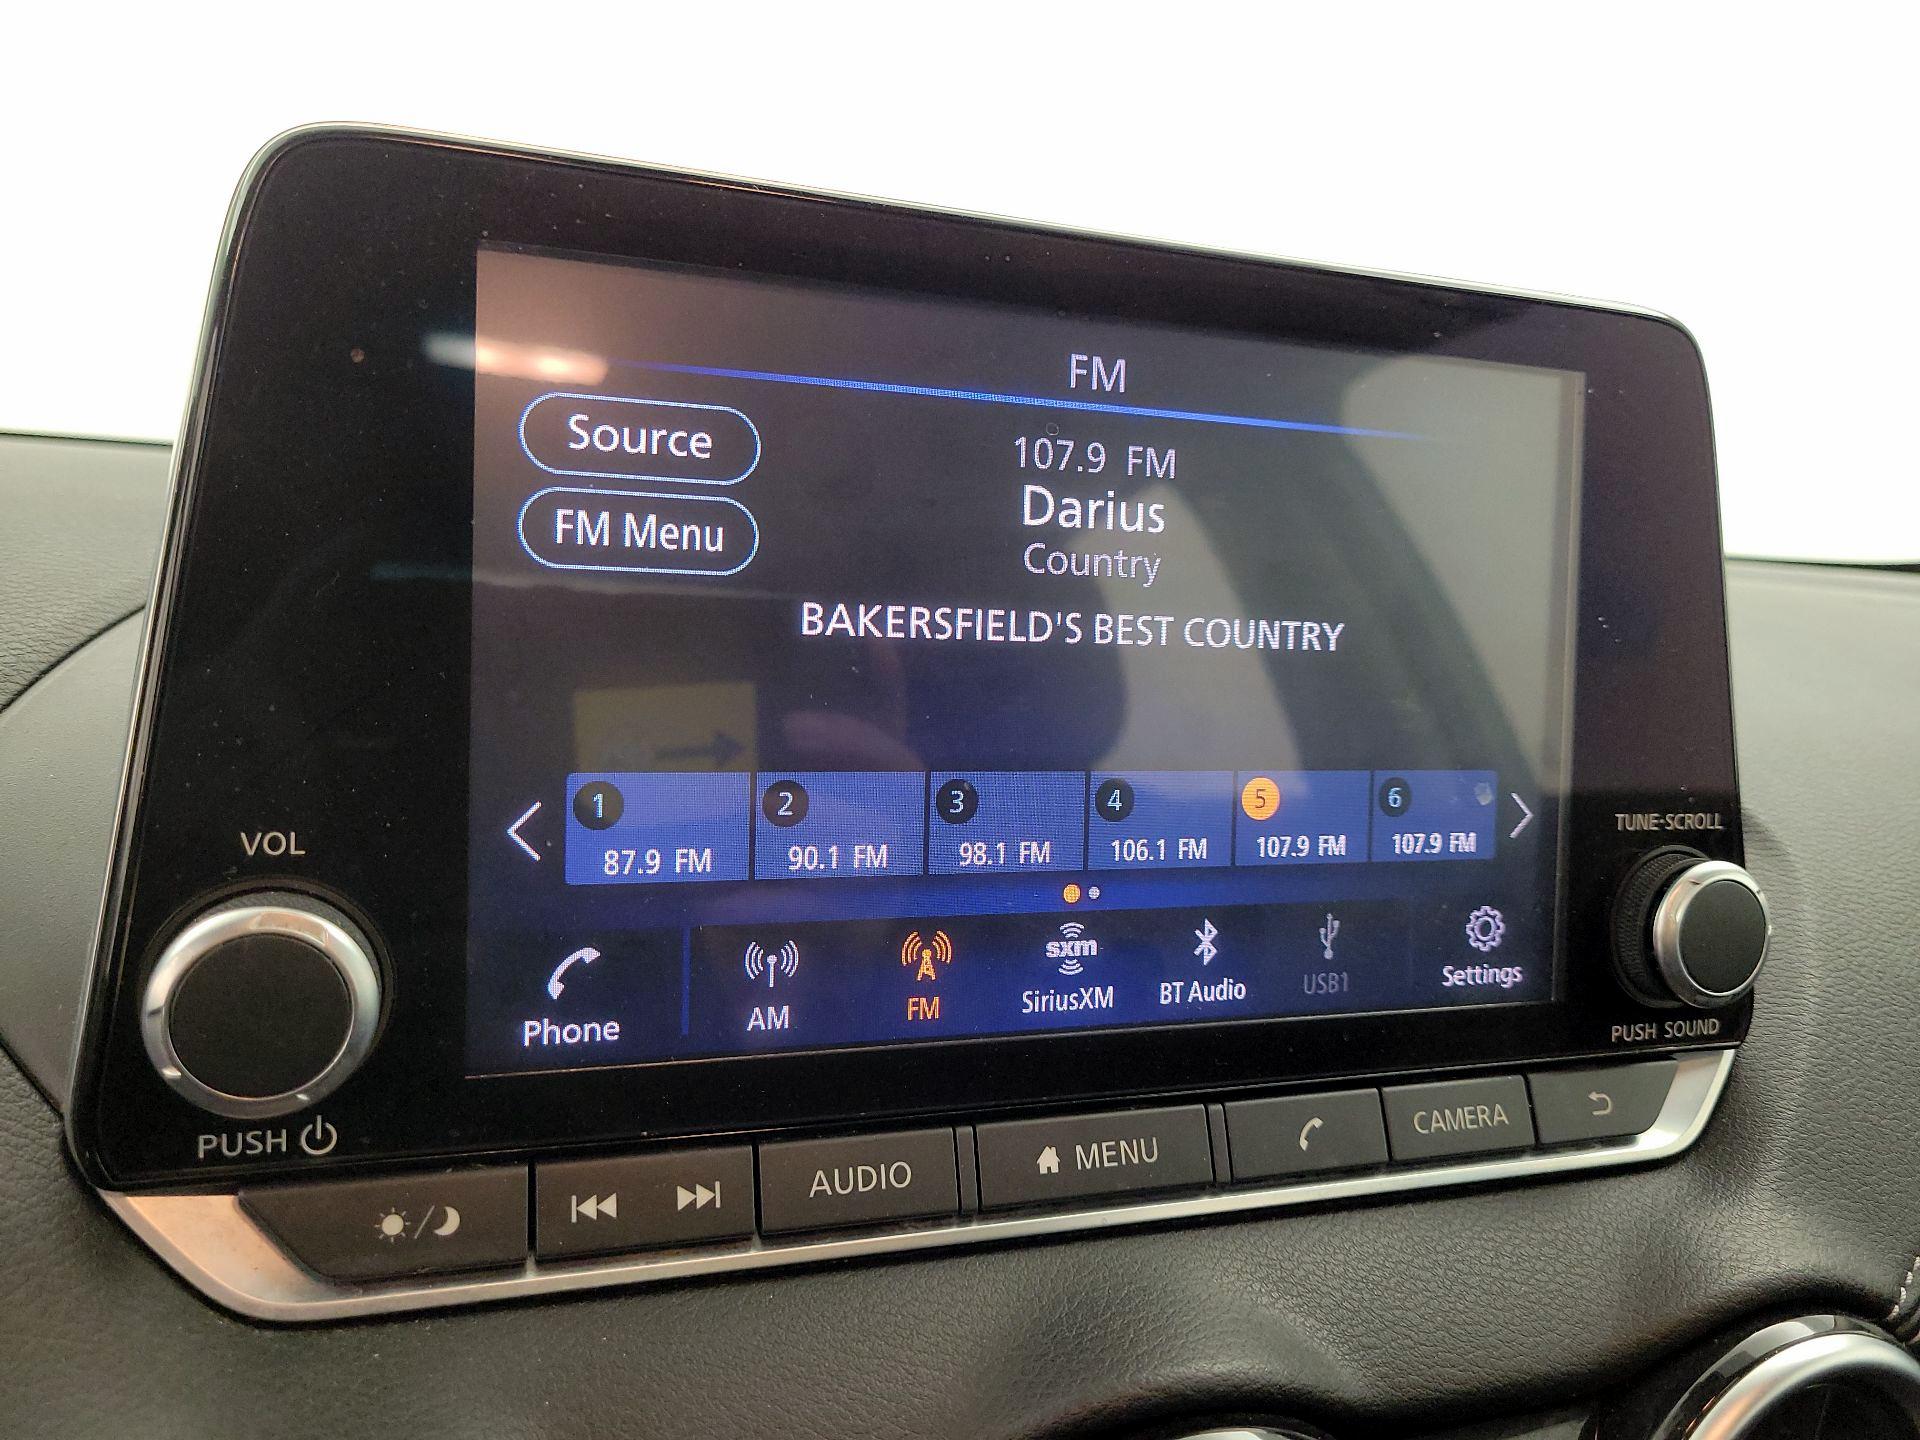 FM
Source
107.9 FM
FM Menu
Darius
Country
BAKERSFIELD'S BEST COUNTRY
1 2 3 4 5 6
87.9 FM 90.1 FM 98.1 FM 106.1 FM 107.9 FM 107.9 FM
sxm
Phone AM FM SiriusXM BT Audio USB1 Settings
VOL
PUSH
TUNE-SCROLL
PUSH SOUND
AUDIO MENU CAMERA